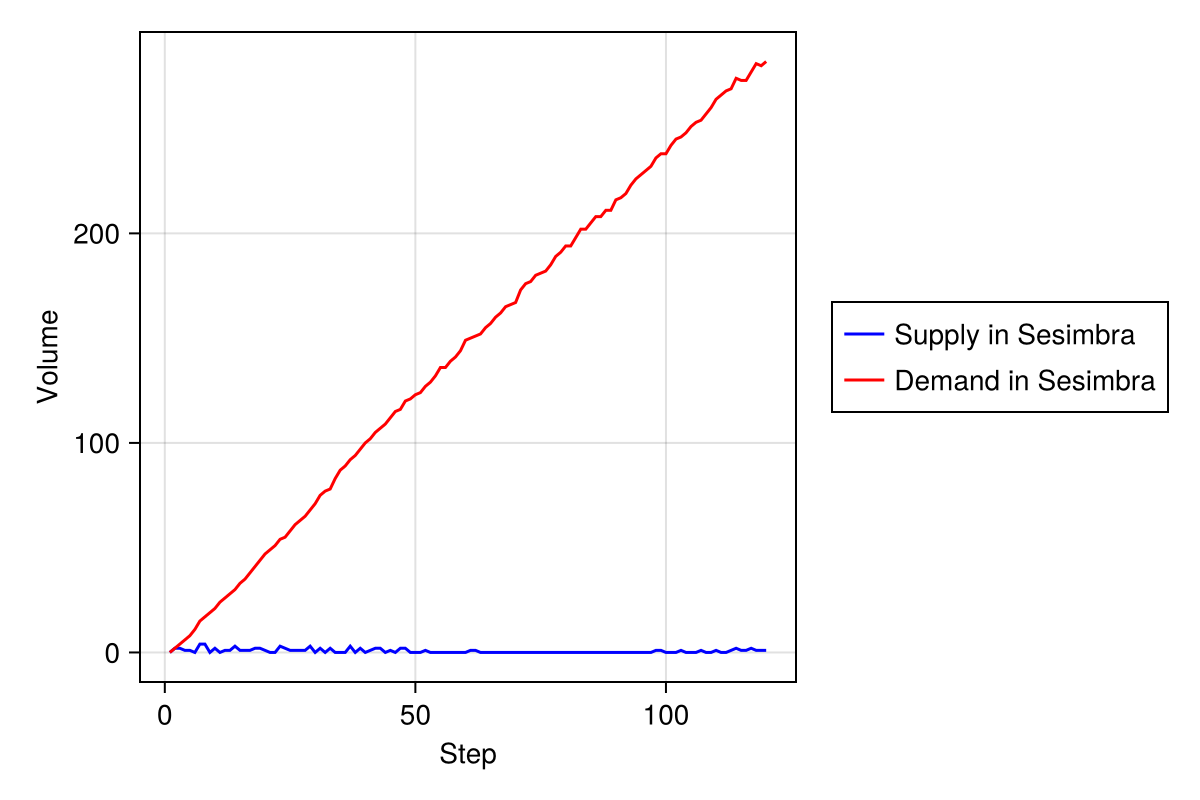 200
100
0
Volume
0 50 100
Step
Supply in Sesimbra
Demand in Sesimbra